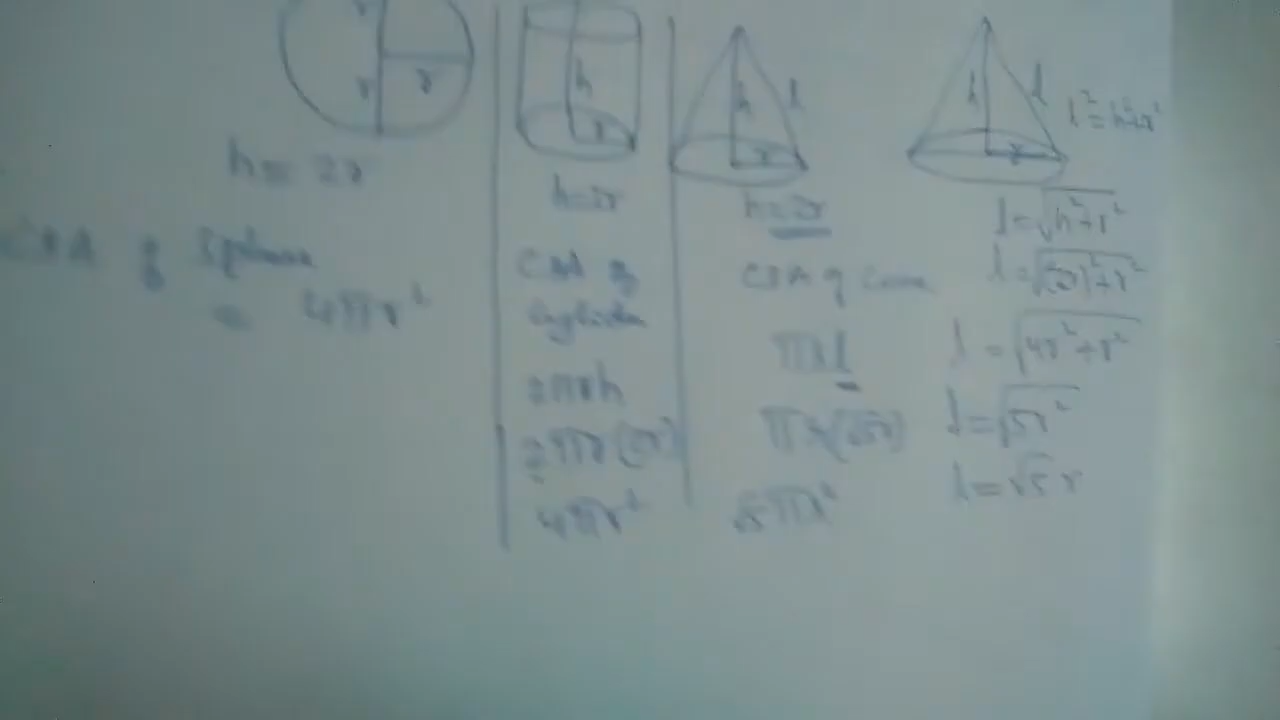 r
r
r
h = 2r
CSA of Sphere
= 4πr²
h
r
h=2r
CSA of
Cylinder
2πrh
2πr(2r)
4πr²
h
l
r
h=2r
CSA of Cone
πrl
πr(√5r)
√5πr²
h
l
r
l²=h²+r²
l=√h²+r²
l=√(2r)²+r²
l=√4r²+r²
l=√5r²
l=√5 r